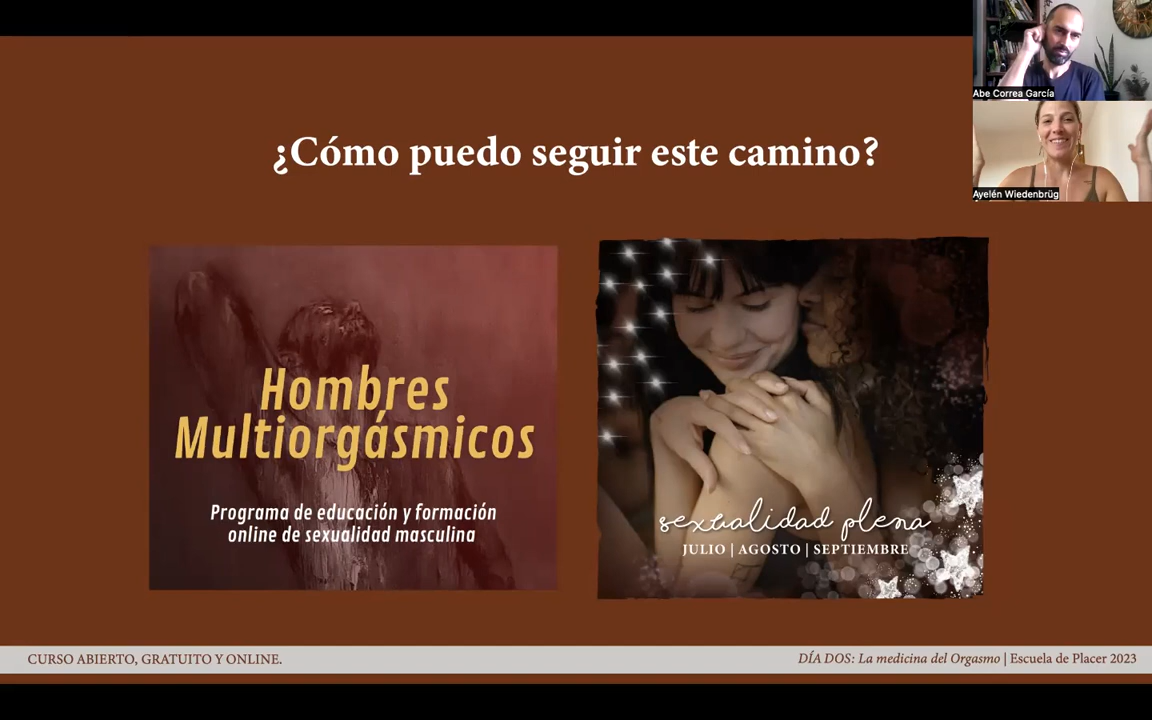 Abe Correa García
Ayelén Wiedenbrüg
¿Cómo puedo seguir este camino?
Hombres
Multiorgásmicos
Programa de educación y formación
online de sexualidad masculina
sexualidad plena
JULIO | AGOSTO | SEPTIEMBRE
CURSO ABIERTO, GRATUITO Y ONLINE.
DÍA DOS: La medicina del Orgasmo | Escuela de Placer 2023